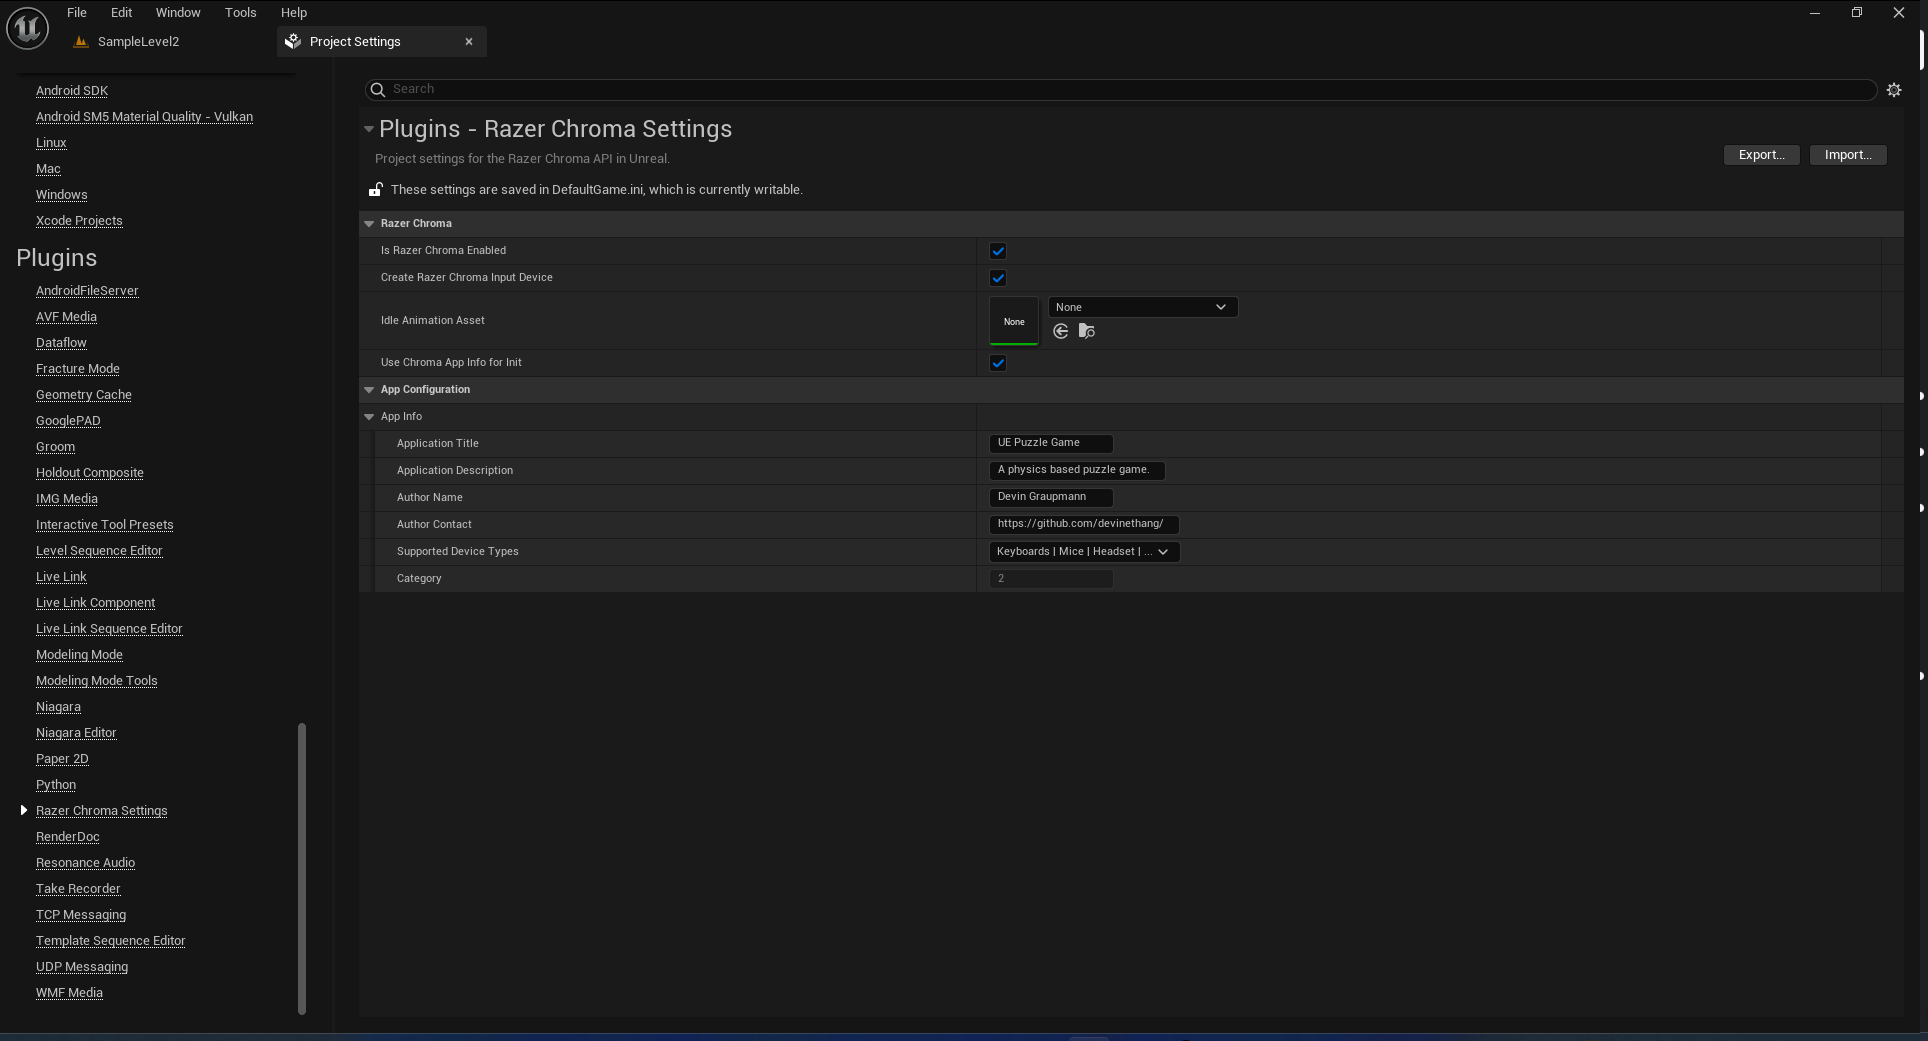 File Edit Window Tools Help
SampleLevel2
Project Settings
Android SDK
Android SM5 Material Quality - Vulkan
Linux
Mac
Windows
Xcode Projects
Plugins
AndroidFileServer
AVF Media
Dataflow
Fracture Mode
Geometry Cache
GooglePAD
Groom
Holdout Composite
IMG Media
Interactive Tool Presets
Level Sequence Editor
Live Link
Live Link Component
Live Link Sequence Editor
Modeling Mode
Modeling Mode Tools
Niagara
Niagara Editor
Paper 2D
Python
Razer Chroma Settings
RenderDoc
Resonance Audio
Take Recorder
TCP Messaging
Template Sequence Editor
UDP Messaging
WMF Media
Search
Plugins - Razer Chroma Settings
Project settings for the Razer Chroma API in Unreal.
Export... Import...
These settings are saved in DefaultGame.ini, which is currently writable.
Razer Chroma
Is Razer Chroma Enabled
Create Razer Chroma Input Device
Idle Animation Asset None None
Use Chroma App Info for Init
App Configuration
App Info
Application Title UE Puzzle Game
Application Description A physics based puzzle game.
Author Name Devin Graupmann
Author Contact https://github.com/devinethang/
Supported Device Types Keyboards | Mice | Headset | ...
Category 2